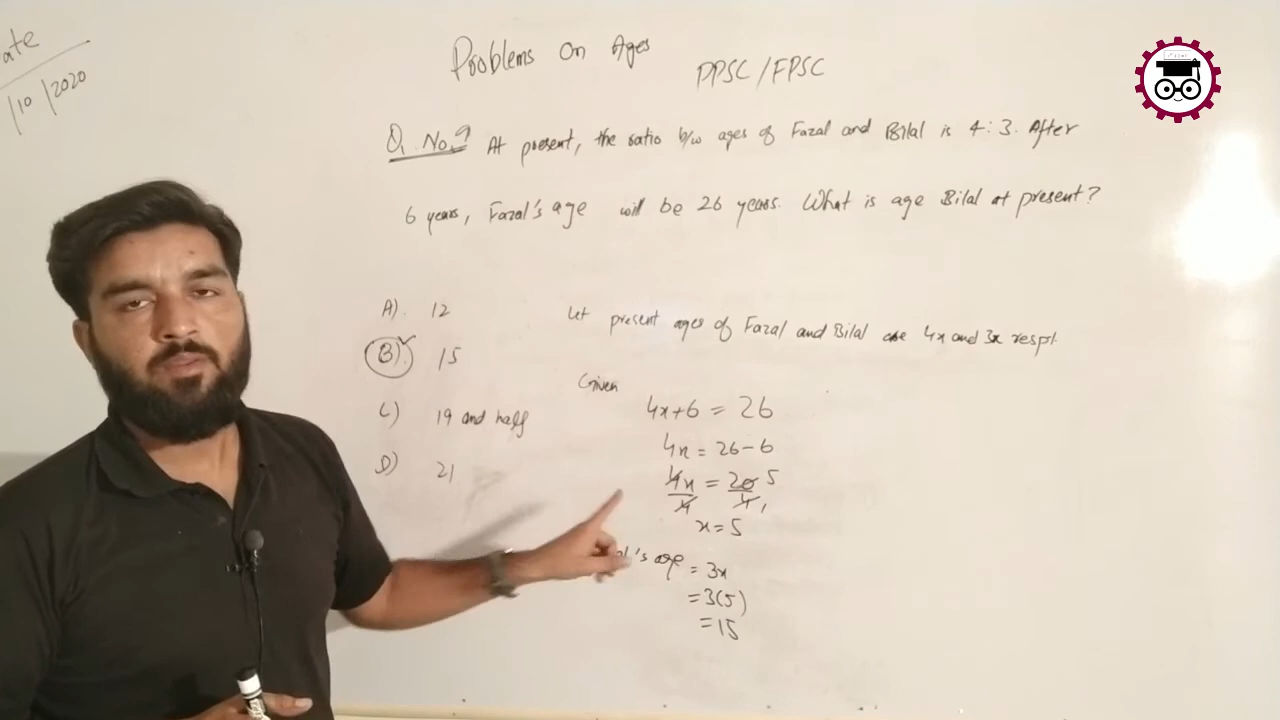 ate
/10/2020
Problems On Ages
PPSC/FPSC
Q. No. 9 At present, the ratio b/w ages of Fazal and Bilal is 4:3. After
6 years, Fazal's age will be 26 years. What is age Bilal at present?
A). 12
B). 15
C) 19 and half
D) 21
Let present ages of Fazal and Bilal are 4x and 3x respt.
Given
4x+6 = 26
4x = 26-6
4x/4 = 20/4 5 1
x=5
l's age = 3x
=3(5)
=15